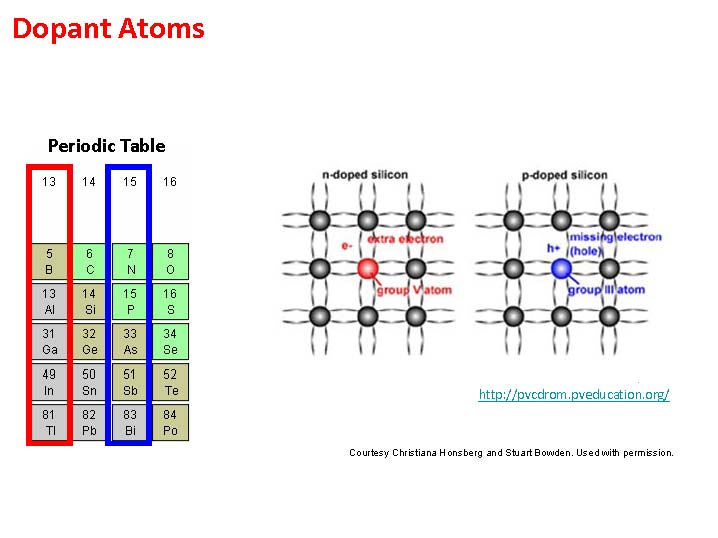 Dopant Atoms
Periodic Table
13 14 15 16
5 6 7 8
B C N O
13 14 15 16
Al Si P S
31 32 33 34
Ga Ge As Se
49 50 51 52
In Sn Sb Te
81 82 83 84
Tl Pb Bi Po
n-doped silicon
e-
extra electron
group V atom
p-doped silicon
h+
missing electron
(hole)
group III atom
http://pvcdrom.pveducation.org/
Courtesy Christiana Honsberg and Stuart Bowden. Used with permission.